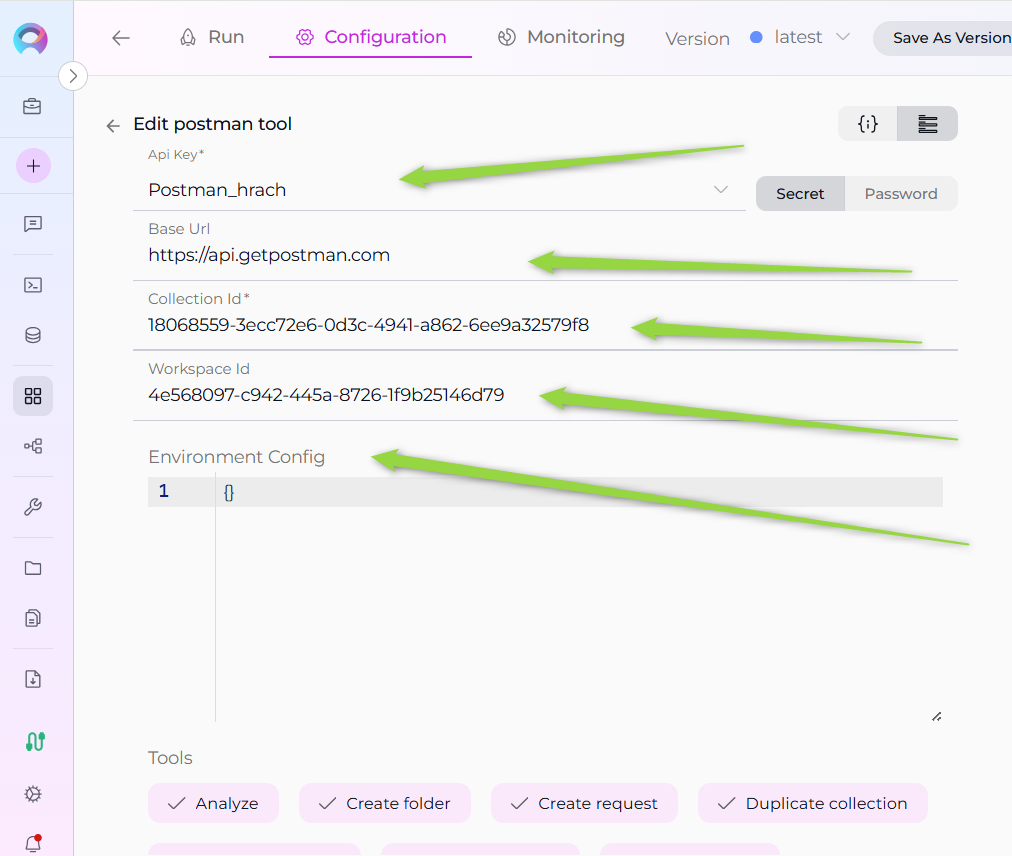 Run
Configuration
Monitoring
Version
latest
Save As Version
Edit postman tool
Api Key*
Postman_hrach
Secret
Password
Base Url
https://api.getpostman.com
Collection Id*
18068559-3ecc72e6-0d3c-4941-a862-6ee9a32579f8
Workspace Id
4e568097-c942-445a-8726-1f9b25146d79
Environment Config
1 {}
Tools
Analyze
Create folder
Create request
Duplicate collection